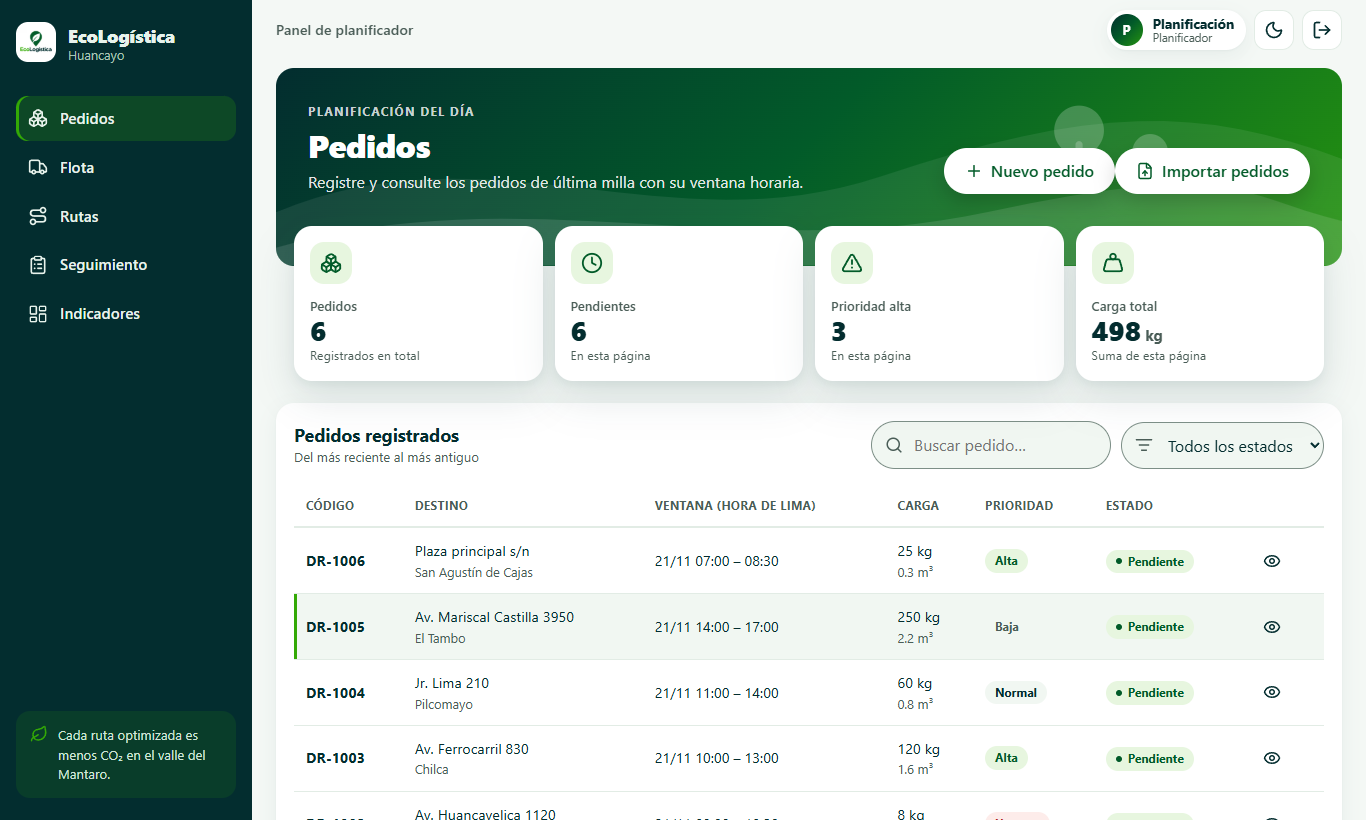 EcoLogística
EcoLogística
Huancayo
Pedidos
Flota
Rutas
Seguimiento
Indicadores
Cada ruta optimizada es
menos CO₂ en el valle del
Mantaro.
Panel de planificador
P
Planificación
Planificador
PLANIFICACIÓN DEL DÍA
Pedidos
Registre y consulte los pedidos de última milla con su ventana horaria.
Nuevo pedido
Importar pedidos
Pedidos
6
Registrados en total
Pendientes
6
En esta página
Prioridad alta
3
En esta página
Carga total
498 kg
Suma de esta página
Pedidos registrados
Del más reciente al más antiguo
Buscar pedido...
Todos los estados
CÓDIGO DESTINO VENTANA (HORA DE LIMA) CARGA PRIORIDAD ESTADO
DR-1006 Plaza principal s/n 21/11 07:00 – 08:30 25 kg Alta Pendiente
San Agustín de Cajas 0.3 m³
DR-1005 Av. Mariscal Castilla 3950 21/11 14:00 – 17:00 250 kg Baja Pendiente
El Tambo 2.2 m³
DR-1004 Jr. Lima 210 21/11 11:00 – 14:00 60 kg Normal Pendiente
Pilcomayo 0.8 m³
DR-1003 Av. Ferrocarril 830 21/11 10:00 – 13:00 120 kg Alta Pendiente
Chilca 1.6 m³
Av. Huancavelica 1120 8 kg